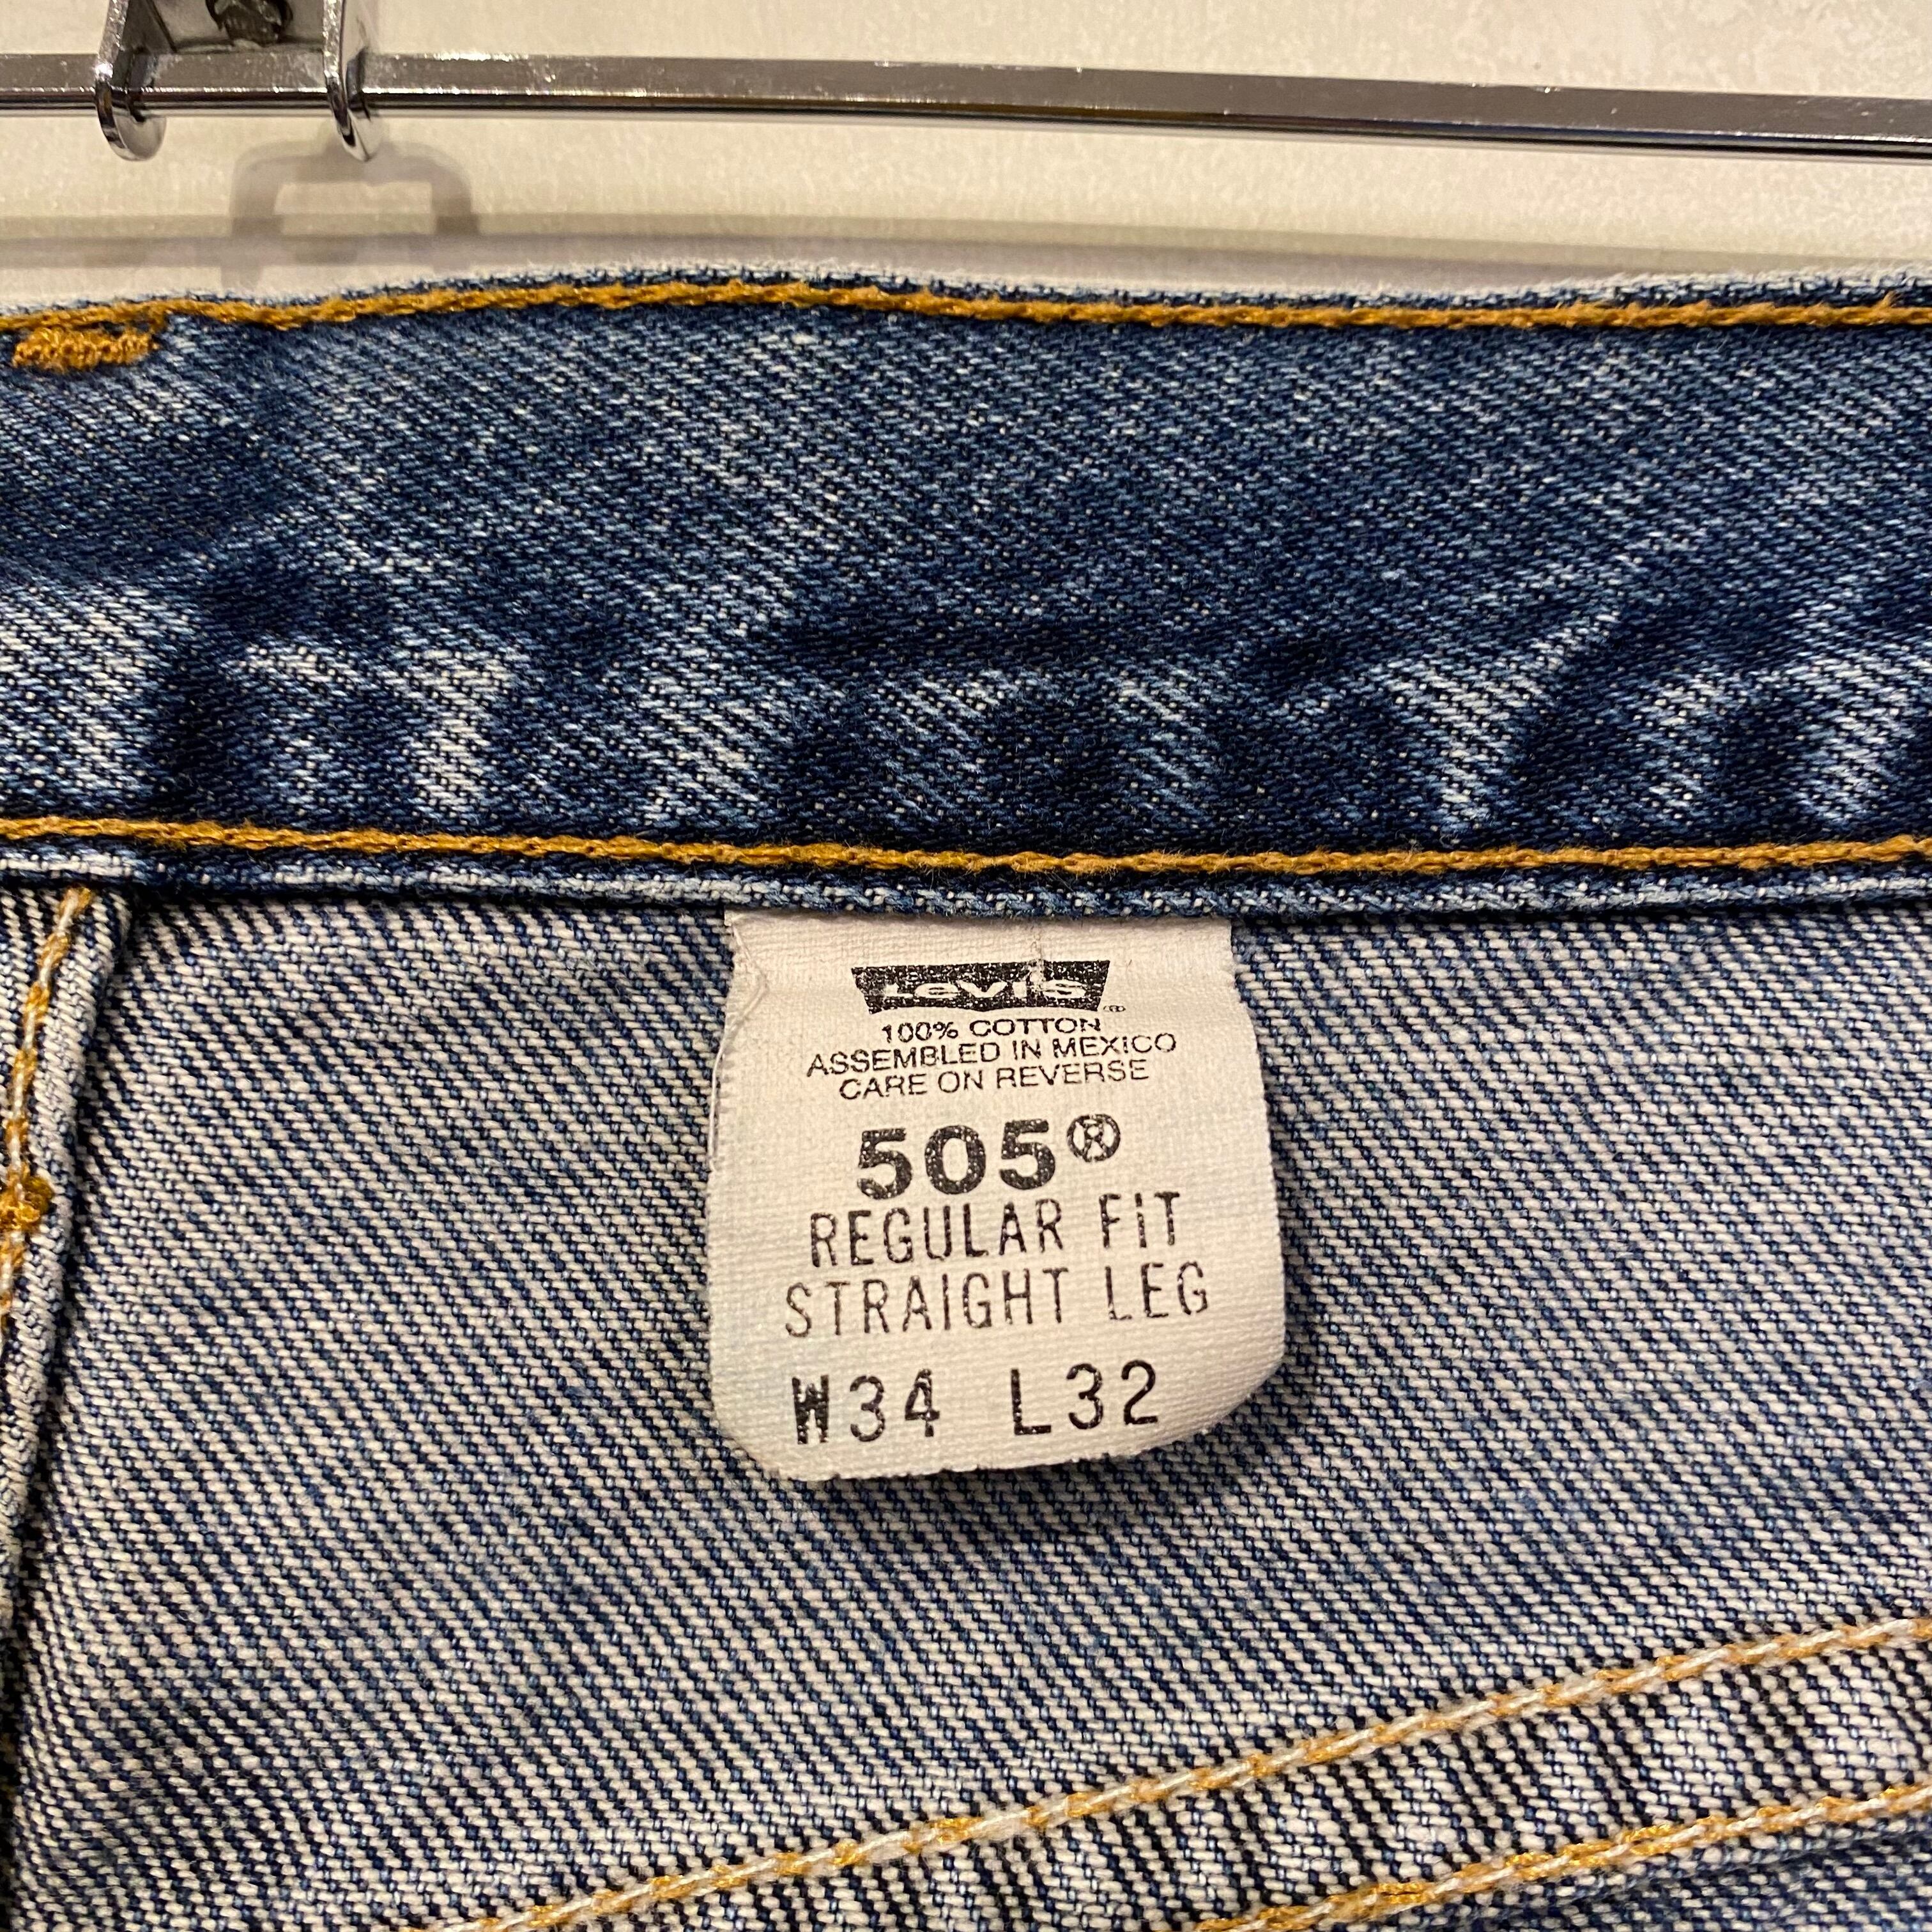 Levi's®
100% COTTON
ASSEMBLED IN MEXICO
CARE ON REVERSE
505®
REGULAR FIT
STRAIGHT LEG
W34 L32